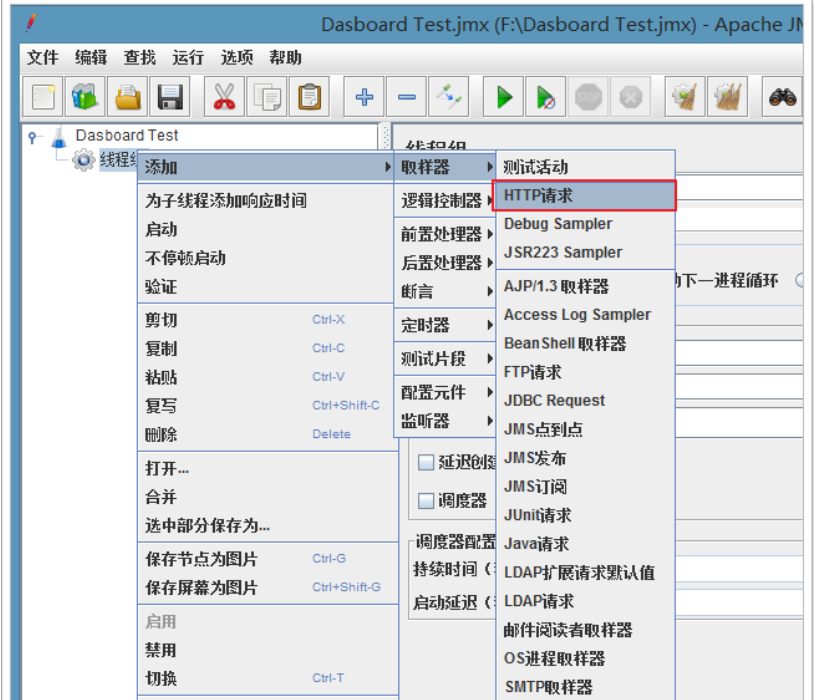 Dasboard Test.jmx (F:\Dasboard Test.jmx) - Apache JM
文件 编辑 查找 运行 选项 帮助
STOP
Dasboard Test
线程组
线程组
添加
为子线程添加响应时间
启动
不停顿启动
验证
剪切 Ctrl-X
复制 Ctrl-C
粘贴 Ctrl-V
复写 Ctrl+Shift-C
删除 Delete
打开...
合并
选中部分保存为...
保存节点为图片 Ctrl-G
保存屏幕为图片 Ctrl+Shift-G
启用
禁用
切换 Ctrl-T
取样器
逻辑控制器
前置处理器
后置处理器
断言
定时器
测试片段
配置元件
监听器
测试活动
HTTP请求
Debug Sampler
JSR223 Sampler
AJP/1.3 取样器
Access Log Sampler
BeanShell 取样器
FTP请求
JDBC Request
JMS点到点
JMS发布
JMS订阅
JUnit请求
Java请求
LDAP扩展请求默认值
LDAP请求
邮件阅读者取样器
OS进程取样器
SMTP取样器
动下一进程循环
延迟创建
调度器
调度器配置
持续时间（
启动延迟（